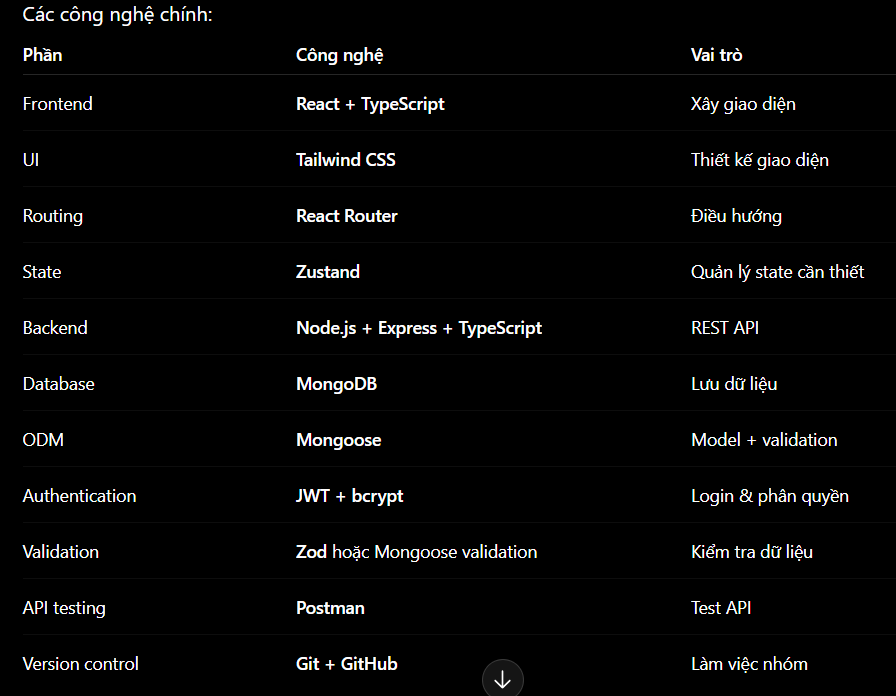 Các công nghệ chính:
Phần Công nghệ Vai trò
Frontend React + TypeScript Xây giao diện
UI Tailwind CSS Thiết kế giao diện
Routing React Router Điều hướng
State Zustand Quản lý state cần thiết
Backend Node.js + Express + TypeScript REST API
Database MongoDB Lưu dữ liệu
ODM Mongoose Model + validation
Authentication JWT + bcrypt Login & phân quyền
Validation Zod hoặc Mongoose validation Kiểm tra dữ liệu
API testing Postman Test API
Version control Git + GitHub Làm việc nhóm